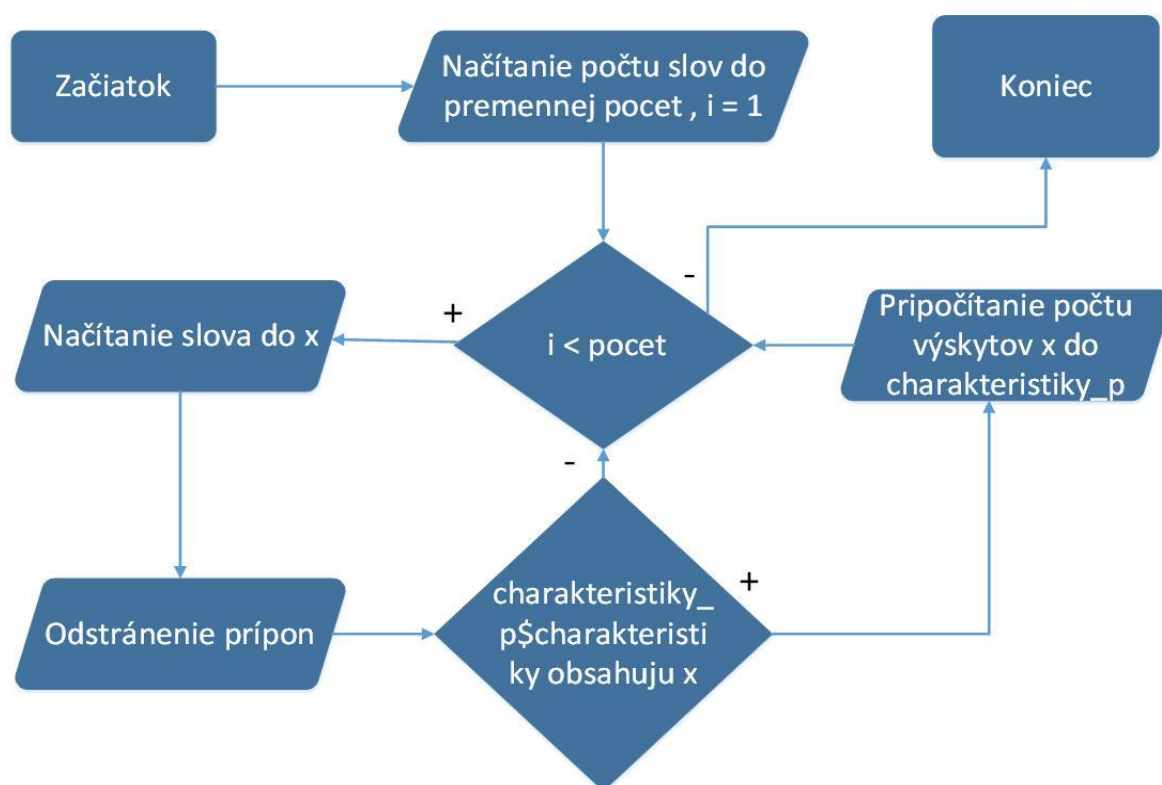 Začiatok
Načítanie počtu slov do
premennej pocet , i = 1
Koniec
-
+
i < pocet
Načítanie slova do x
Pripočítanie počtu
výskytov x do
charakteristiky_p
-
Odstránenie prípon
charakteristiky_
p$charakteristi
ky obsahuju x
+